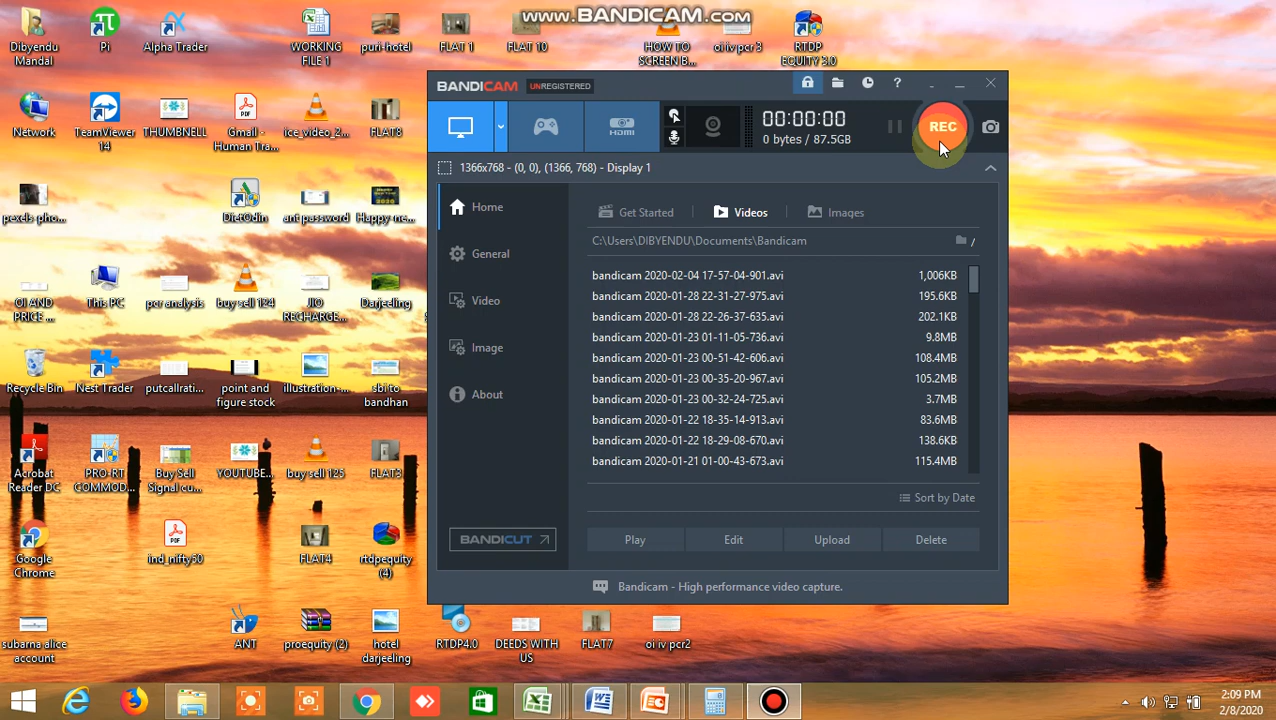 www.BANDICAM.com
Dibyendu
Mandal
Pi
Alpha Trader
WORKING
FILE 1
puri-hotel
FLAT 1
FLAT 10
HOW TO
SCREEN B...
oi iv pcr 3
RTDP
EQUITY 3.0
BANDICAM
UNREGISTERED
?
HDMI
00:00:00
0 bytes / 87.5GB
REC
1366x768 - (0, 0), (1366, 768) - Display 1
Home
General
Video
Image
About
BANDICUT
Get Started
Videos
Images
C:\Users\DIBYENDU\Documents\Bandicam
/
bandicam 2020-02-04 17-57-04-901.avi 1,006KB
bandicam 2020-01-28 22-31-27-975.avi 195.6KB
bandicam 2020-01-28 22-26-37-635.avi 202.1KB
bandicam 2020-01-23 01-11-05-736.avi 9.8MB
bandicam 2020-01-23 00-51-42-606.avi 108.4MB
bandicam 2020-01-23 00-35-20-967.avi 105.2MB
bandicam 2020-01-23 00-32-24-725.avi 3.7MB
bandicam 2020-01-22 18-35-14-913.avi 83.6MB
bandicam 2020-01-22 18-29-08-670.avi 138.6KB
bandicam 2020-01-21 01-00-43-673.avi 115.4MB
Sort by Date
Play
Edit
Upload
Delete
Bandicam - High performance video capture.
Network
TeamViewer
14
THUMBNELL
Gmail -
Human Tra...
ice_video_2...
FLAT8
pexels-pho...
DietOdin
ant password
Happy-ne...
OI AND
PRICE ...
This PC
pcr analysis
buy sell 124
JIO
RECHARGE...
Darjeeling
Recycle Bin
Nest Trader
putcallrati...
point and
figure stock
illustration-...
sbi to
bandhan
Acrobat
Reader DC
PRO-RT
COMMOD...
Buy Sell
Signal cu...
YOUTUBE...
buy sell 125
FLAT3
Google
Chrome
ind_nifty50
FLAT4
rtdpequity
(4)
subarna alice
account
ANT
proequity (2)
hotel
darjeeling
RTDP4.0
DEEDS WITH
US
FLAT7
oi iv pcr2
2:09 PM
2/8/2020